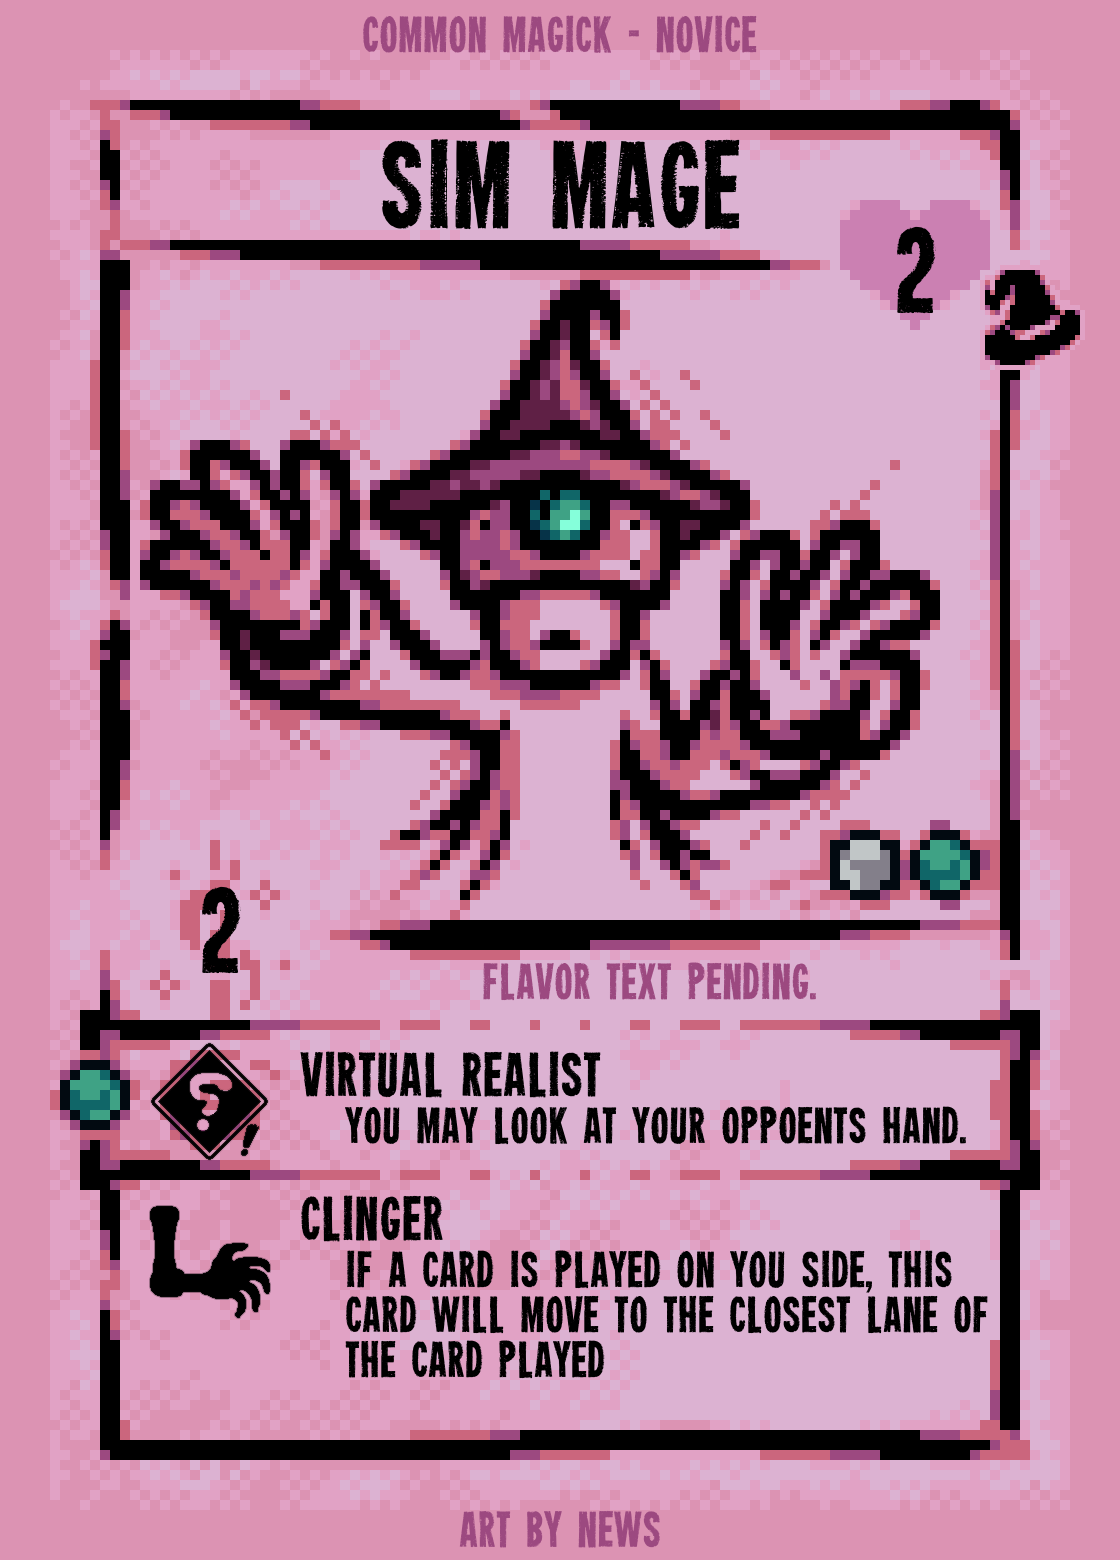 COMMON MAGICK - NOVICE
SIM MAGE
2
2
FLAVOR TEXT PENDING.
VIRTUAL REALIST
YOU MAY LOOK AT YOUR OPPOENTS HAND.
?!
CLINGER
IF A CARD IS PLAYED ON YOU SIDE, THIS
CARD WILL MOVE TO THE CLOSEST LANE OF
THE CARD PLAYED
ART BY NEWS